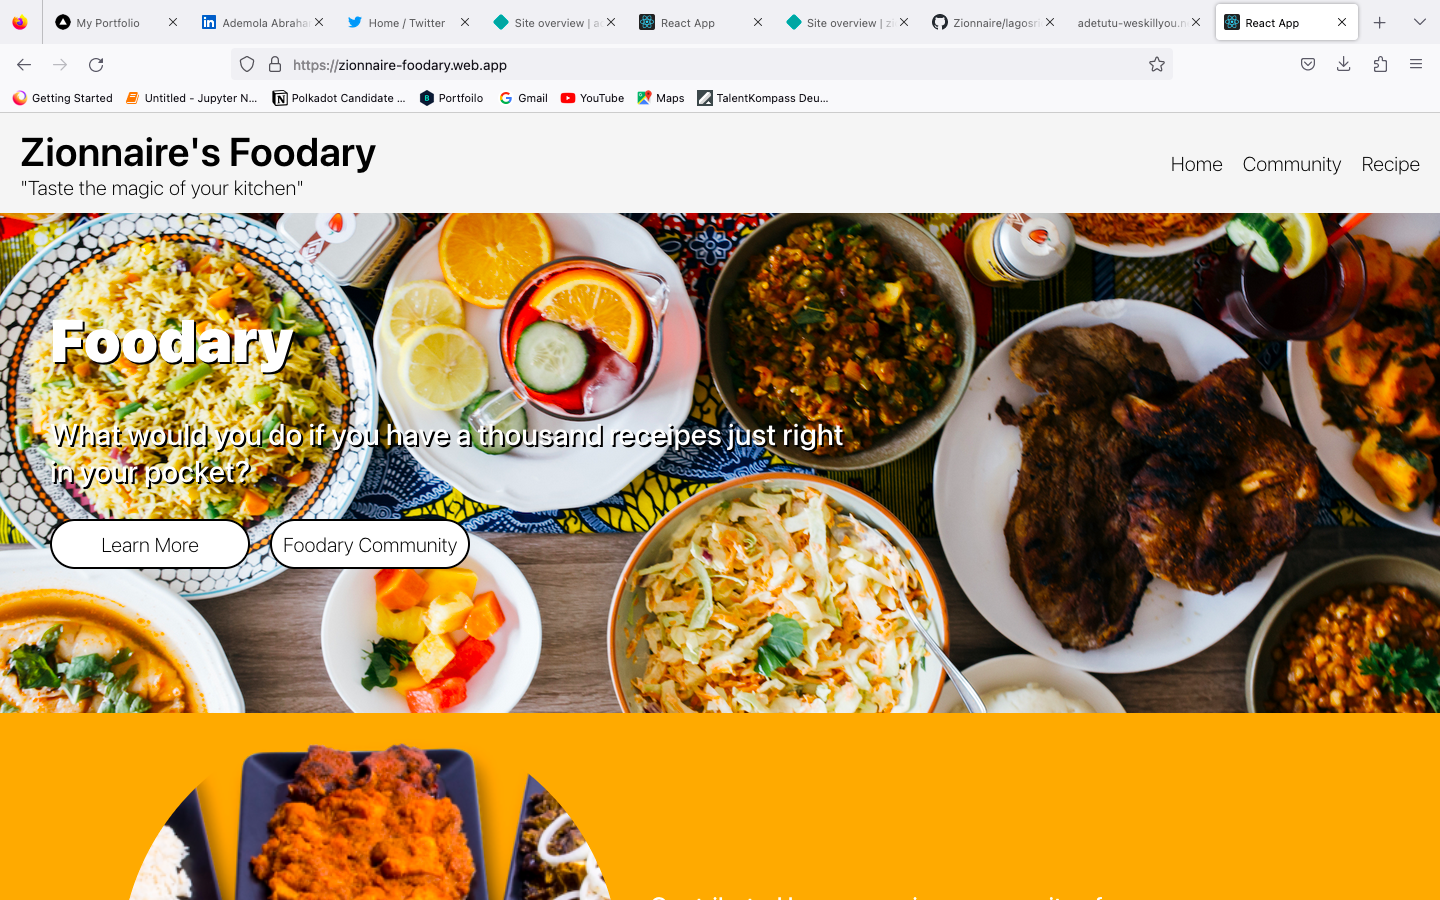 My Portfolio
Ademola Abraha
Home / Twitter
Site overview | a
React App
Site overview | zi
Zionnaire/lagosri
adetutu-weskillyou.n
React App
https://zionnaire-foodary.web.app
Getting Started
Untitled - Jupyter N...
Polkadot Candidate ...
Portfoilo
Gmail
YouTube
Maps
TalentKompass Deu...
Zionnaire's Foodary
"Taste the magic of your kitchen"
Home Community Recipe
Foodary
What would you do if you have a thousand receipes just right
in your pocket?
Learn More
Foodary Community